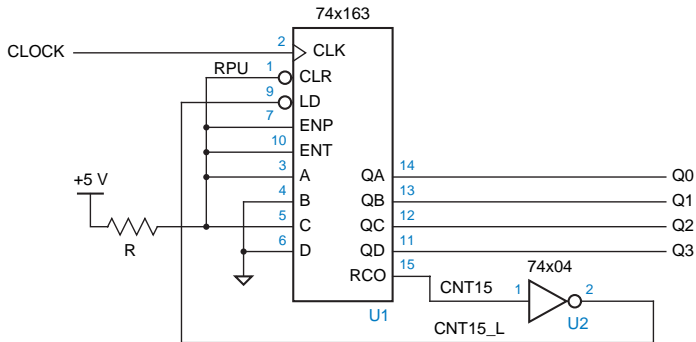 74x163
CLOCK 2 CLK
RPU 1 CLR
9 LD
7 ENP
10 ENT
3 A QA 14 Q0
+5 V 4 B QB 13 Q1
R 5 C QC 12 Q2
6 D QD 11 Q3
RCO 15 CNT15
74x04
1 2
U1 U2
CNT15_L